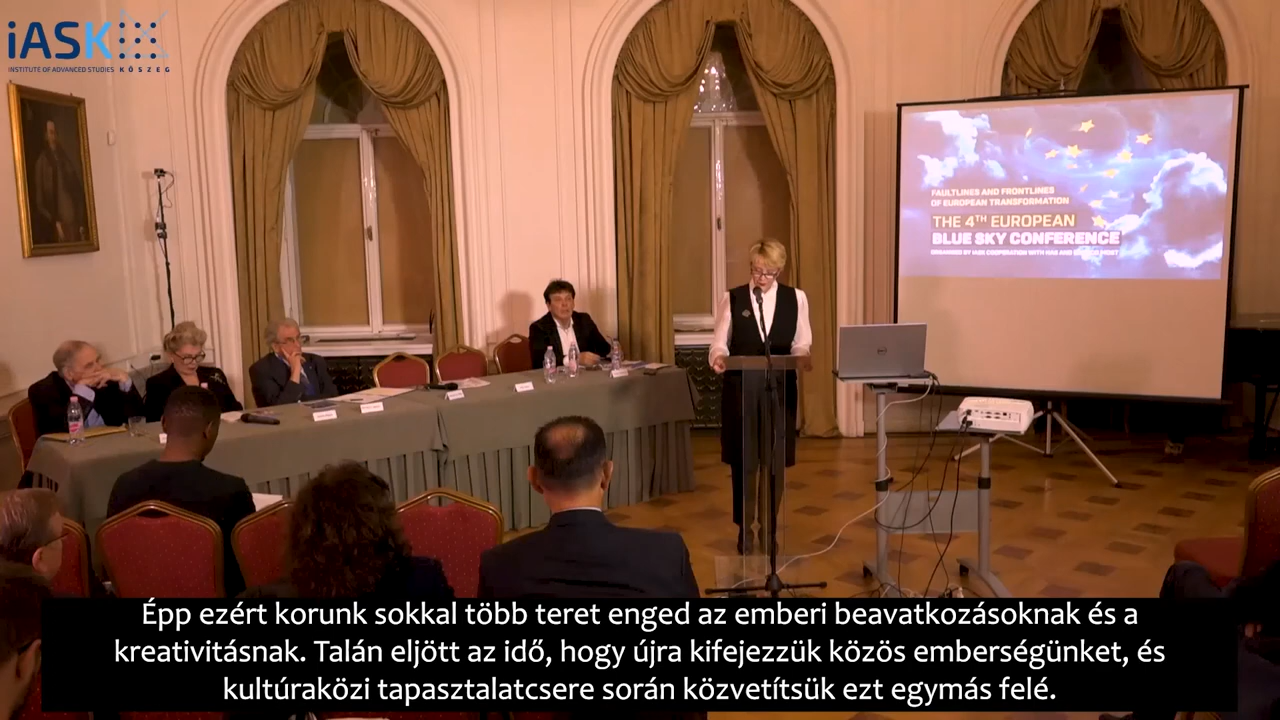 iASK
INSTITUTE OF ADVANCED STUDIES KŐSZEG
FAULTLINES AND FRONTLINES
OF EUROPEAN TRANSFORMATION
THE 4TH EUROPEAN
BLUE SKY CONFERENCE
Épp ezért korunk sokkal több teret enged az emberi beavatkozásoknak és a
kreativitásnak. Talán eljött az idő, hogy újra kifejezzük közös emberségünket, és
kultúraközi tapasztalatcsere során közvetítsük ezt egymás felé.